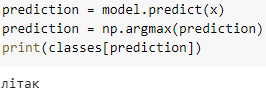 prediction = model.predict(x)
prediction = np.argmax(prediction)
print(classes[prediction])
літак